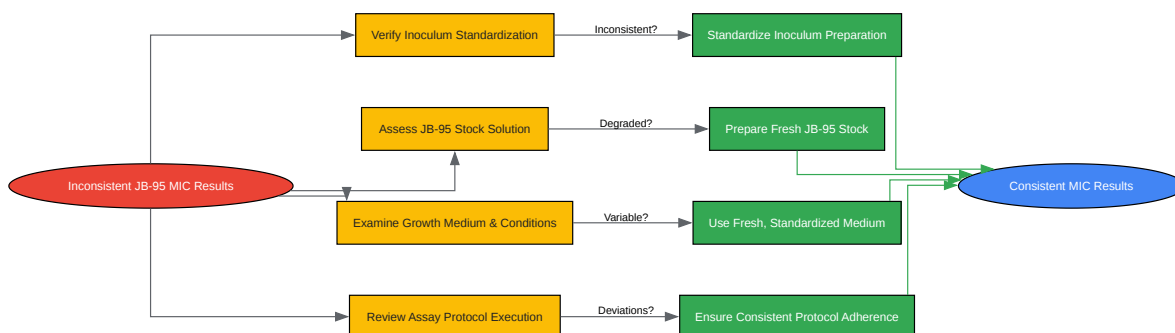 Verify Inoculum Standardization
Inconsistent?
Standardize Inoculum Preparation
Assess JB-95 Stock Solution
Degraded?
Prepare Fresh JB-95 Stock
Inconsistent JB-95 MIC Results
Consistent MIC Results
Examine Growth Medium & Conditions
Variable?
Use Fresh, Standardized Medium
Review Assay Protocol Execution
Deviations?
Ensure Consistent Protocol Adherence